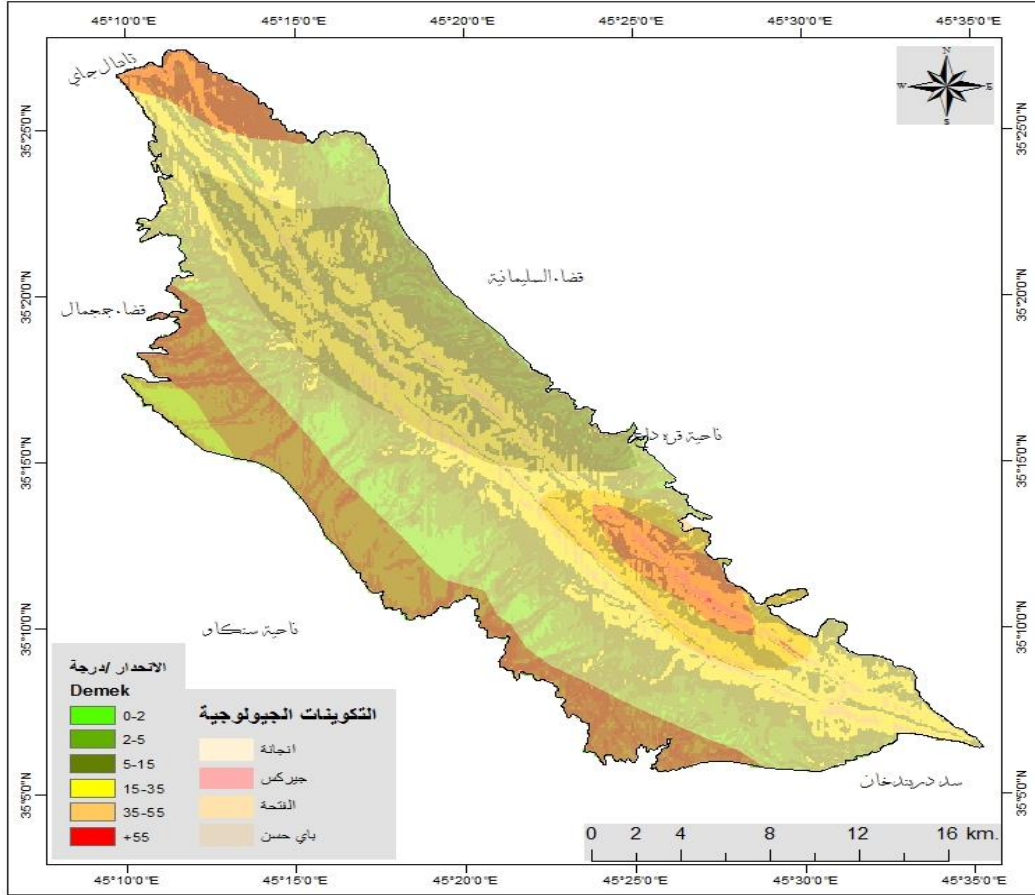 45°10'0"E 45°15'0"E 45°20'0"E 45°25'0"E 45°30'0"E 45°35'0"E
N
W E
S
35°25'0"N 35°25'0"N
قضاء السليمانية
35°20'0"N 35°20'0"N
قضاء جمجمال
ناحية قره داغ
35°15'0"N 35°15'0"N
35°10'0"N 35°10'0"N
ناحية سنكاو
الانحدار /درجة
Demek
0-2
2-5
5-15
15-35
35-55
+55
التكوينات الجيولوجية
انجانة
جيركس
الفتحة
باي حسن
سد دربندخان
35°5'0"N 35°5'0"N
0 2 4 8 12 16 km.
45°10'0"E 45°15'0"E 45°20'0"E 45°25'0"E 45°30'0"E 45°35'0"E